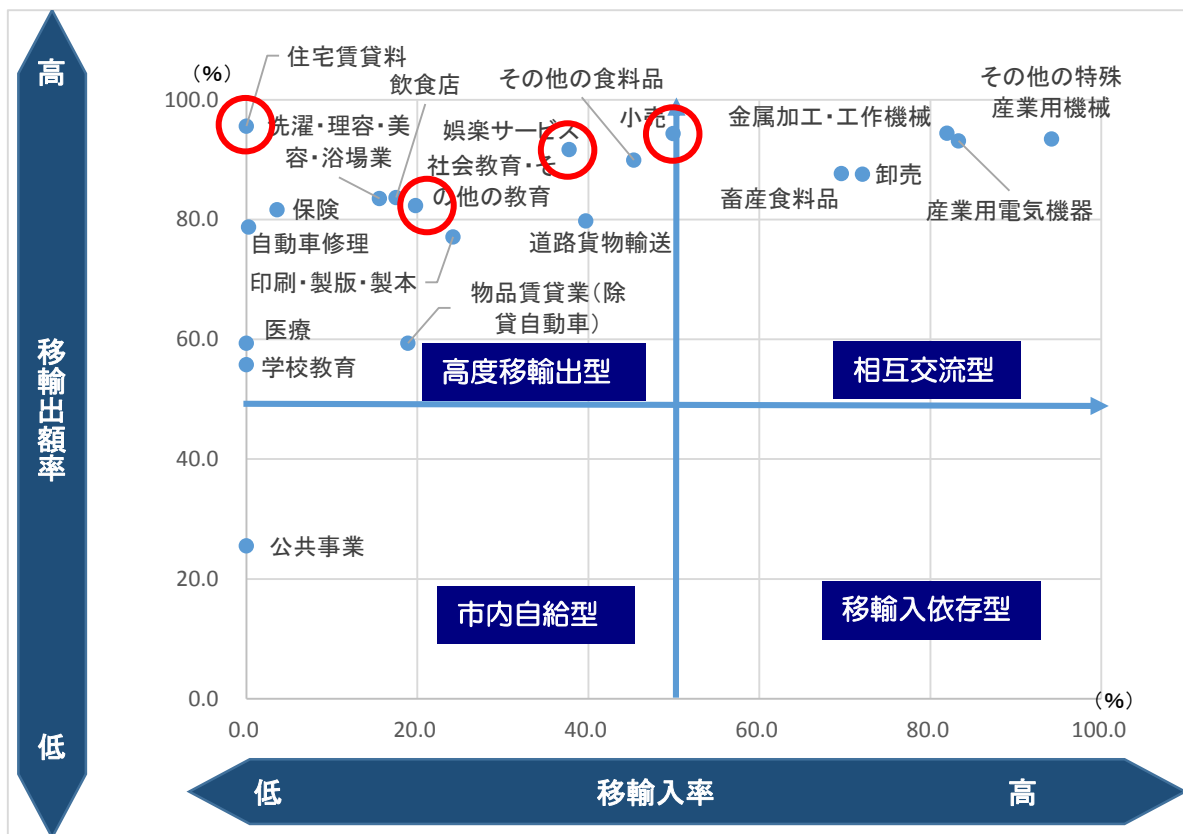 高
移輸出額率
低
(%)
100.0
80.0
60.0
40.0
20.0
0.0
住宅賃貸料
飲食店
その他の食料品
その他の特殊
産業用機械
洗濯・理容・美
容・浴場業
娯楽サービス
小売
金属加工・工作機械
社会教育・そ
の他の教育
保険
畜産食料品
卸売
産業用電気機器
自動車修理
道路貨物輸送
印刷・製版・製本
物品賃貸業(除
貸自動車)
医療
学校教育
高度移輸出型
相互交流型
公共事業
市内自給型
移輸入依存型
(%)
0.0
20.0
40.0
60.0
80.0
100.0
低
移輸入率
高